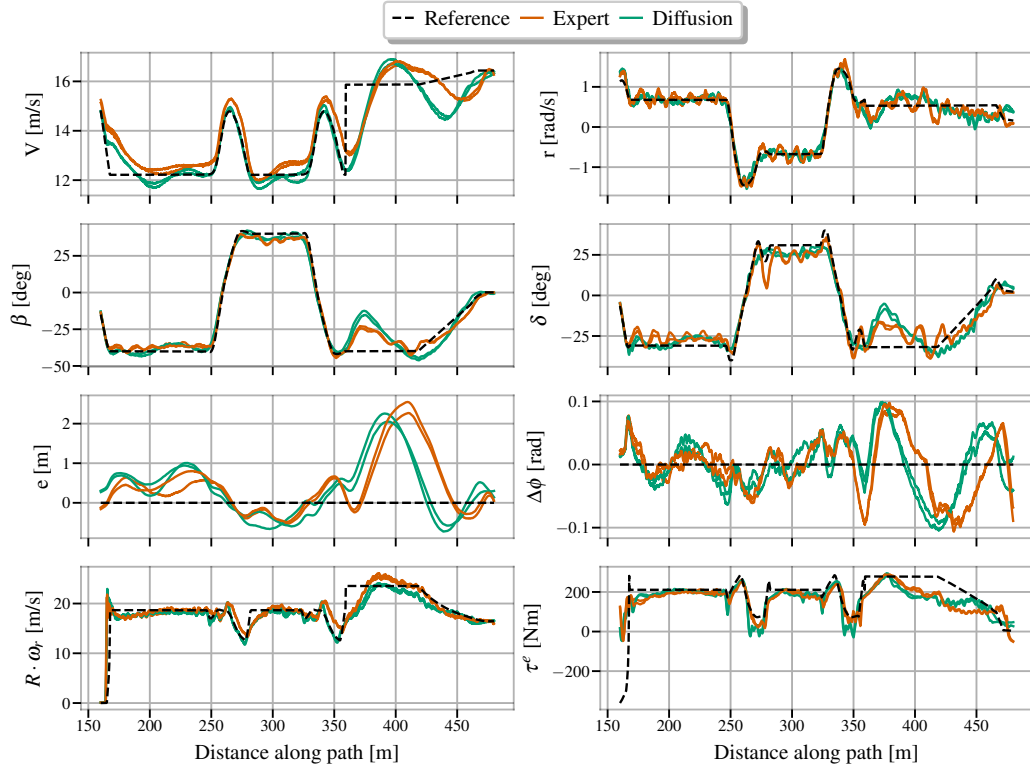 Reference Expert Diffusion
V [m/s]
16
14
12
r [rad/s]
1
0
−1
β [deg]
25
0
−25
−50
δ [deg]
25
0
−25
e [m]
2
1
0
Δϕ [rad]
0.1
0.0
−0.1
R · ω_r [m/s]
20
10
0
150 200 250 300 350 400 450
Distance along path [m]
τ^e [Nm]
200
0
−200
150 200 250 300 350 400 450
Distance along path [m]